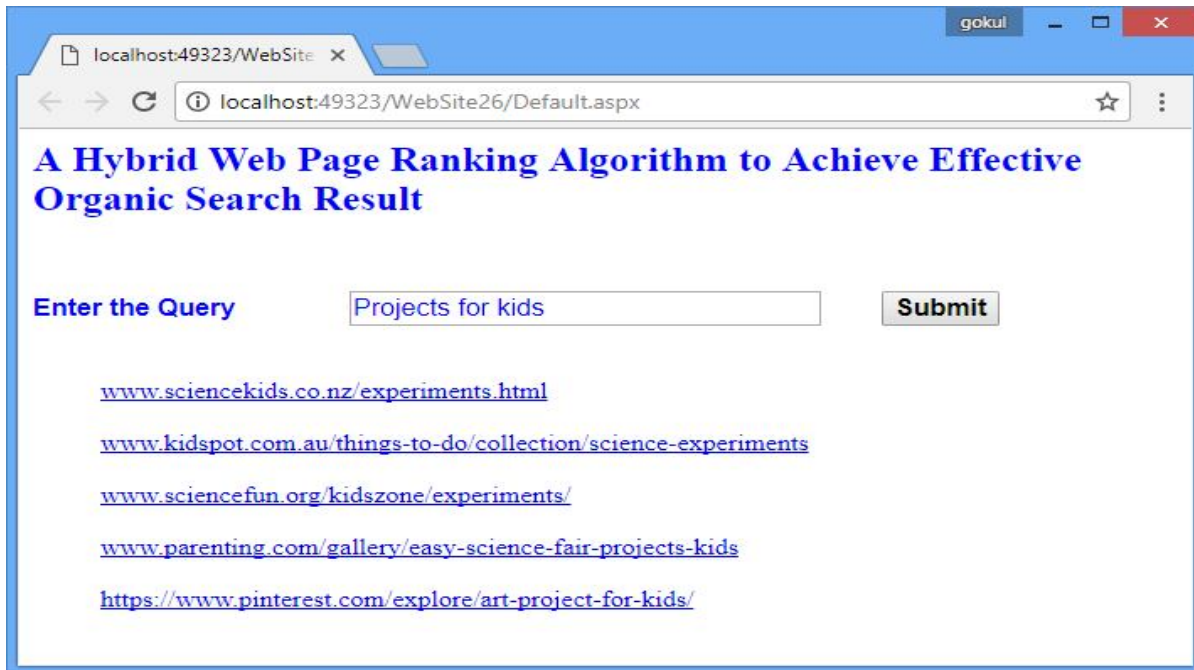 gokul
localhost:49323/WebSite
localhost:49323/WebSite26/Default.aspx
A Hybrid Web Page Ranking Algorithm to Achieve Effective
Organic Search Result
Enter the Query Projects for kids Submit
www.sciencekids.co.nz/experiments.html
www.kidspot.com.au/things-to-do/collection/science-experiments
www.sciencefun.org/kidszone/experiments/
www.parenting.com/gallery/easy-science-fair-projects-kids
https://www.pinterest.com/explore/art-project-for-kids/